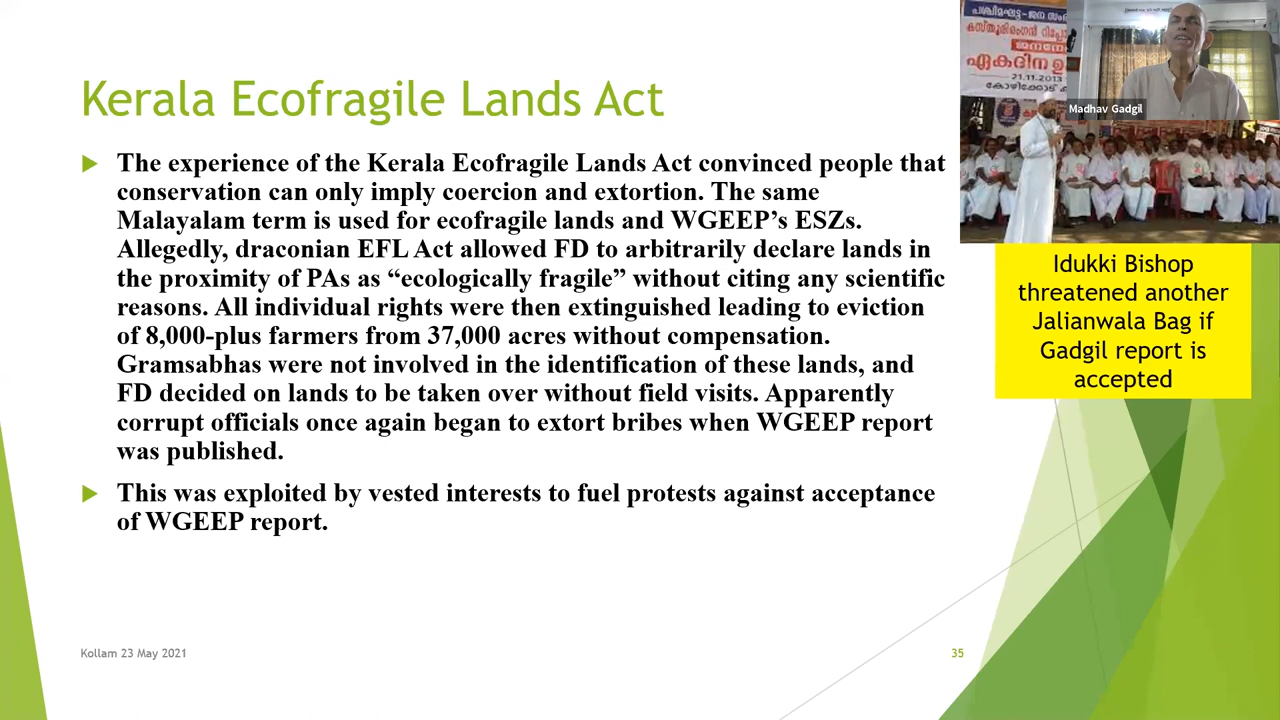 Kerala Ecofragile Lands Act
The experience of the Kerala Ecofragile Lands Act convinced people that
conservation can only imply coercion and extortion. The same
Malayalam term is used for ecofragile lands and WGEEP’s ESZs.
Allegedly, draconian EFL Act allowed FD to arbitrarily declare lands in
the proximity of PAs as “ecologically fragile” without citing any scientific
reasons. All individual rights were then extinguished leading to eviction
of 8,000-plus farmers from 37,000 acres without compensation.
Gramsabhas were not involved in the identification of these lands, and
FD decided on lands to be taken over without field visits. Apparently
corrupt officials once again began to extort bribes when WGEEP report
was published.
This was exploited by vested interests to fuel protests against acceptance
of WGEEP report.
പശ്ചിമഘട്ട-ജന
കസ്തൂരിരംഗൻ
ഏകദിന
21.11.2013
Madhav Gadgil
Idukki Bishop
threatened another
Jalianwala Bag if
Gadgil report is
accepted
Kollam 23 May 2021
35